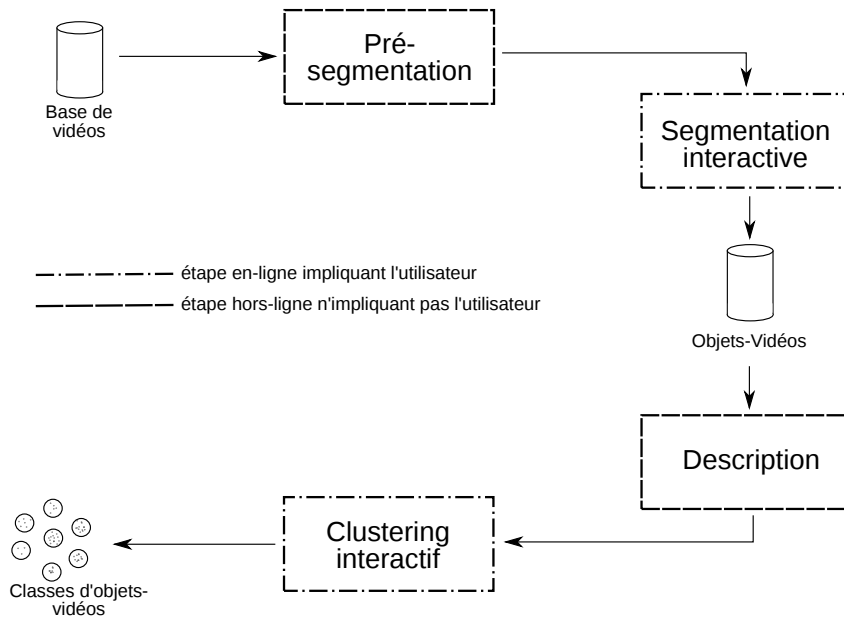 Pré-
segmentation
Base de
vidéos
Segmentation
interactive
étape en-ligne impliquant l'utilisateur
étape hors-ligne n'impliquant pas l'utilisateur
Objets-Vidéos
Description
Clustering
interactif
Classes d'objets-
vidéos